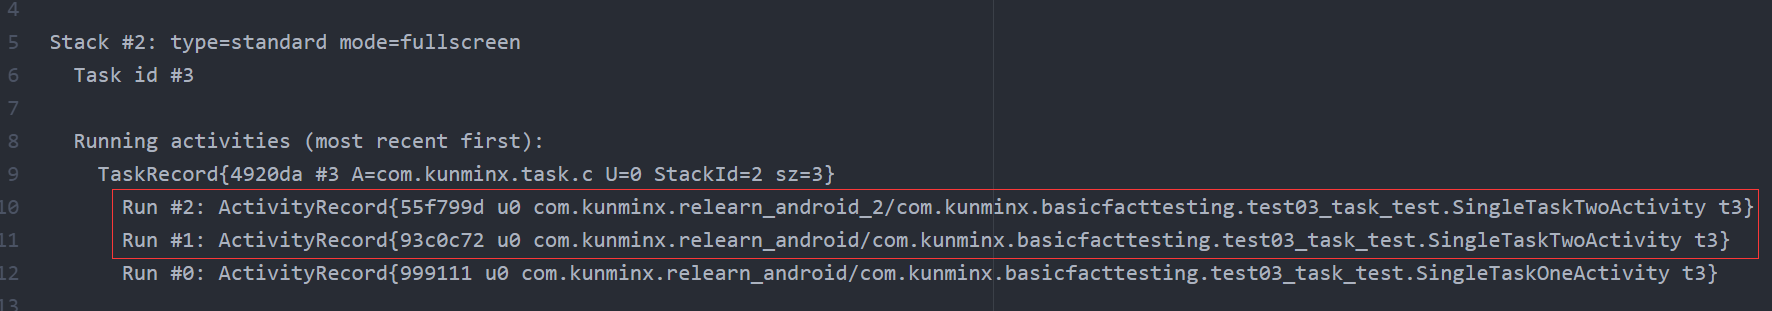 4
5 Stack #2: type=standard mode=fullscreen
6 Task id #3
7
8 Running activities (most recent first):
9 TaskRecord{4920da #3 A=com.kunminx.task.c U=0 StackId=2 sz=3}
10 Run #2: ActivityRecord{55f799d u0 com.kunminx.relearn_android_2/com.kunminx.basicfacttesting.test03_task_test.SingleTaskTwoActivity t3}
11 Run #1: ActivityRecord{93c0c72 u0 com.kunminx.relearn_android/com.kunminx.basicfacttesting.test03_task_test.SingleTaskTwoActivity t3}
12 Run #0: ActivityRecord{999111 u0 com.kunminx.relearn_android/com.kunminx.basicfacttesting.test03_task_test.SingleTaskOneActivity t3}
13